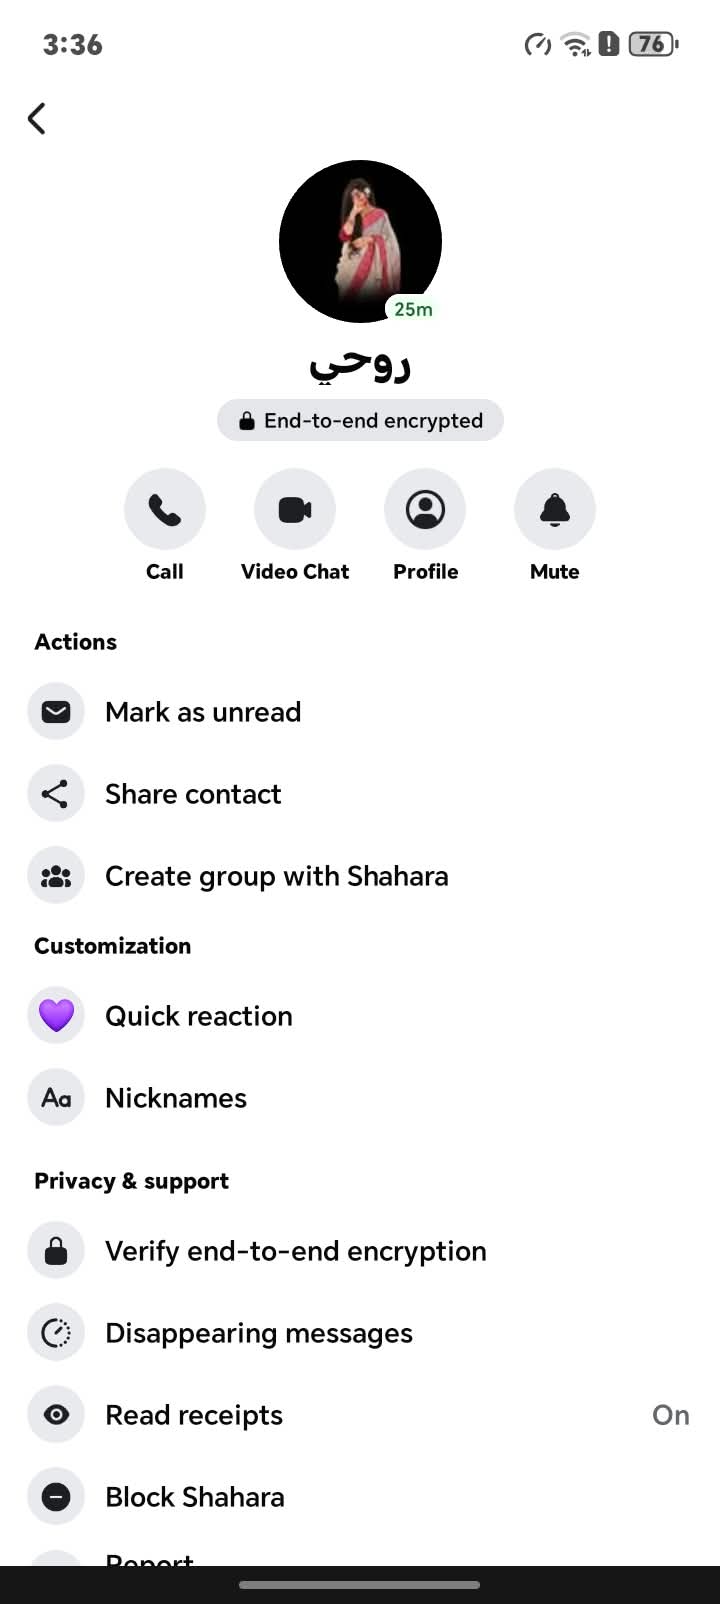 3:36
76
25m
روحي
End-to-end encrypted
Call Video Chat Profile Mute
Actions
Mark as unread
Share contact
Create group with Shahara
Customization
Quick reaction
Aa Nicknames
Privacy & support
Verify end-to-end encryption
Disappearing messages
Read receipts On
Block Shahara
Report